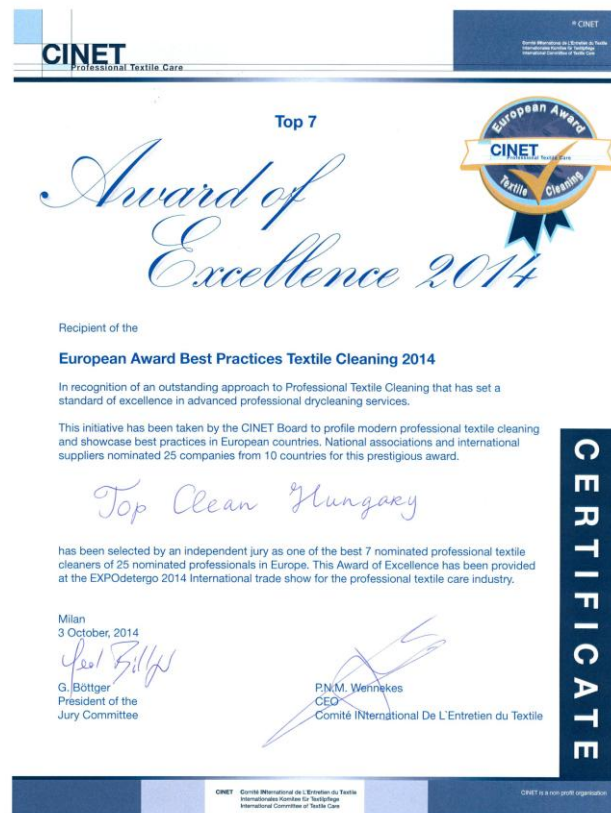 CINET
Professional Textile Care
CINET
Comité INternational de L'Entretien du Textile
Internationales Komitee für Textilpflege
International Committee of Textile Care
Top 7
European Award
CINET
Professional Textile Care
Textile Cleaning
Award of
Excellence 2014
Recipient of the
European Award Best Practices Textile Cleaning 2014
In recognition of an outstanding approach to Professional Textile Cleaning that has set a
standard of excellence in advanced professional drycleaning services.
This initiative has been taken by the CINET Board to profile modern professional textile cleaning
and showcase best practices in European countries. National associations and international
suppliers nominated 25 companies from 10 countries for this prestigious award.
Top Clean Hungary
has been selected by an independent jury as one of the best 7 nominated professional textile
cleaners of 25 nominated professionals in Europe. This Award of Excellence has been provided
at the EXPOdetergo 2014 International trade show for the professional textile care industry.
CERTIFICATE
Milan
3 October, 2014
G. Böttger
President of the
Jury Committee
P.N.M. Wennekes
CEO
Comité INternational De L`Entretien du Textile
CINET Comité INternational de L'Entretien du Textile
Internationales Komitee für Textilpflege
International Committee of Textile Care
CINET is a non profit organisation